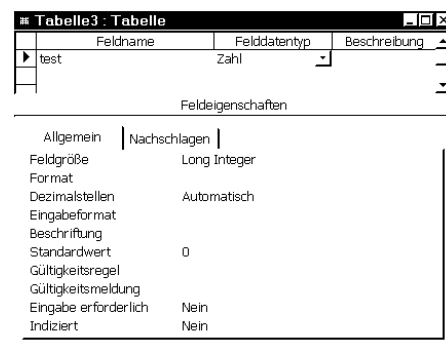 Tabelle3 : Tabelle
Feldname Felddatentyp Beschreibung
test Zahl
Feldeigenschaften
Allgemein Nachschlagen
Feldgröße Long Integer
Format
Dezimalstellen Automatisch
Eingabeformat
Beschriftung
Standardwert 0
Gültigkeitsregel
Gültigkeitsmeldung
Eingabe erforderlich Nein
Indiziert Nein